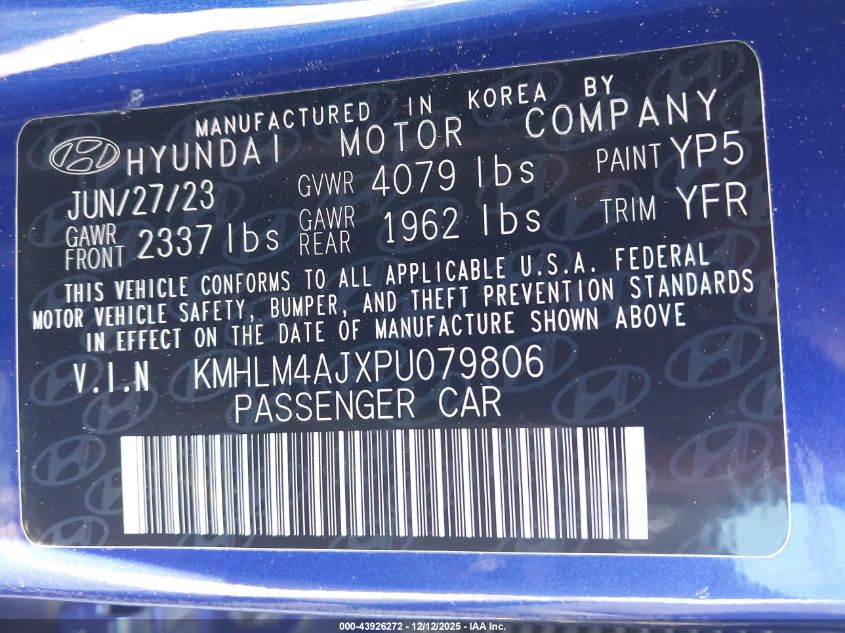 MANUFACTURED IN KOREA BY
HYUNDAI MOTOR COMPANY
JUN/27/23 GVWR 4079 lbs PAINT YP5
GAWR FRONT 2337 lbs GAWR REAR 1962 lbs TRIM YFR
THIS VEHICLE CONFORMS TO ALL APPLICABLE U.S.A. FEDERAL
MOTOR VEHICLE SAFETY, BUMPER, AND THEFT PREVENTION STANDARDS
IN EFFECT ON THE DATE OF MANUFACTURE SHOWN ABOVE
V.I.N KMHLM4AJXPU079806
PASSENGER CAR
000-43926272 - 12/12/2025 - IAA Inc.